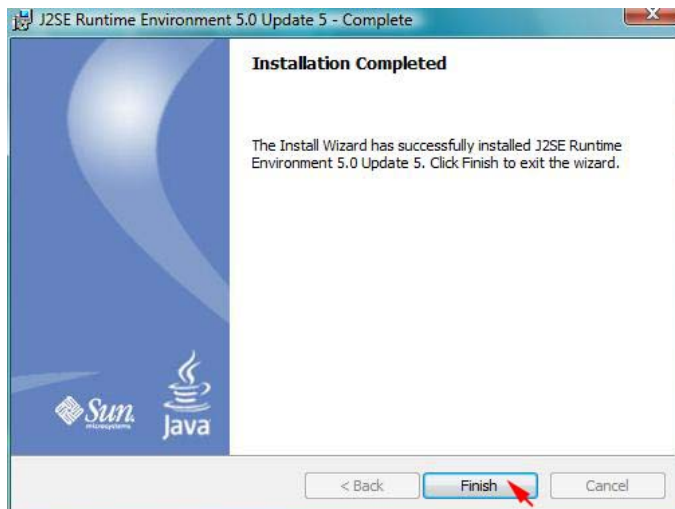 J2SE Runtime Environment 5.0 Update 5 - Complete
Installation Completed
The Install Wizard has successfully installed J2SE Runtime
Environment 5.0 Update 5. Click Finish to exit the wizard.
Sun
microsystems
Java
< Back
Finish
Cancel